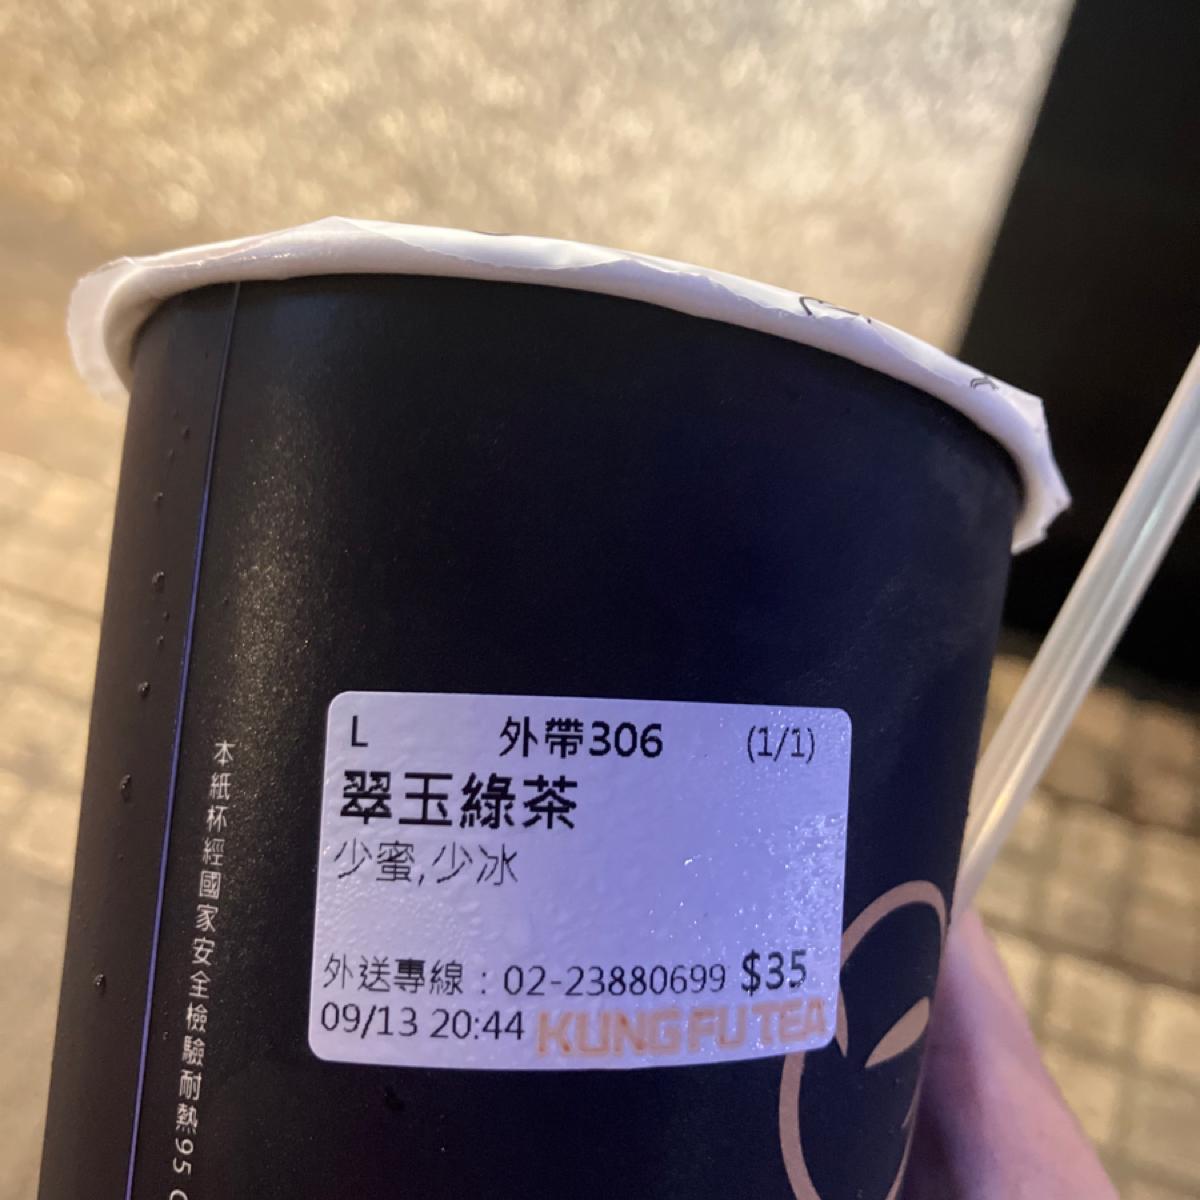 L 外帶306 (1/1)
翠玉綠茶
少蜜,少冰
外送專線：02-23880699 $35
09/13 20:44 KUNG FU TEA
本紙杯經國家安全檢驗耐熱95